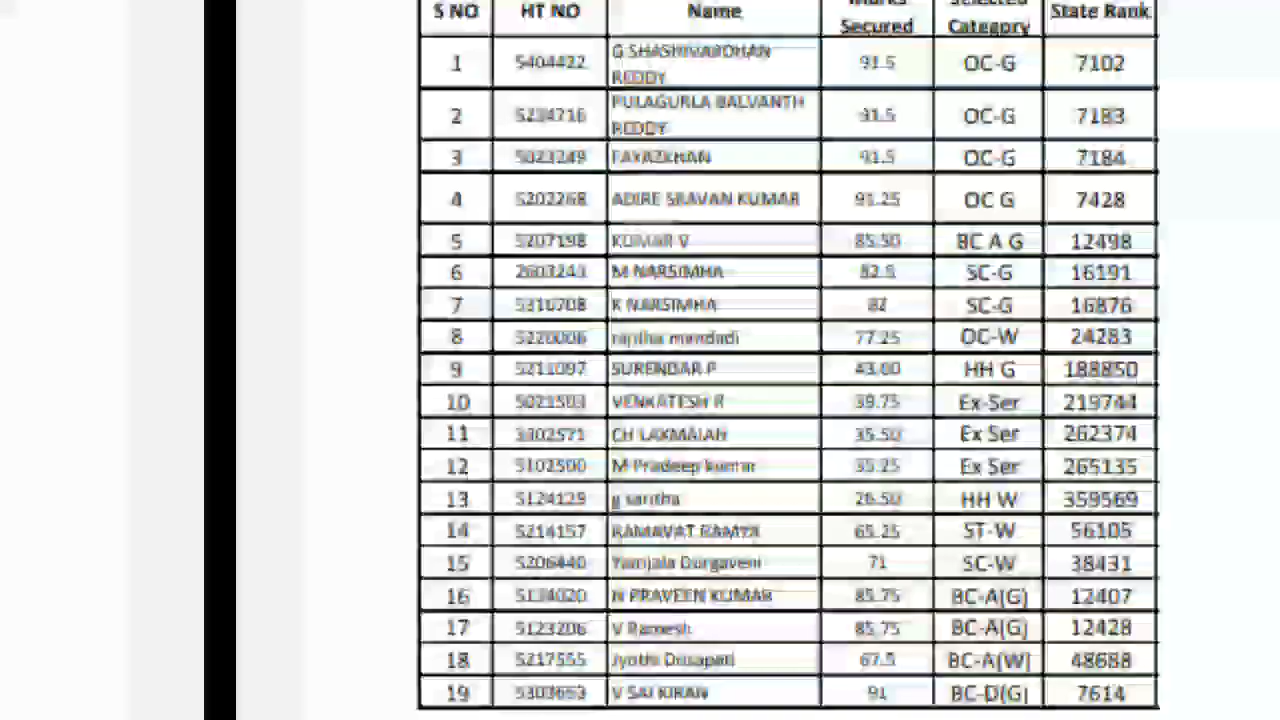 S NO HT NO Name Marks Secured Selected Category State Rank
1 5404422 G SHASHIVARDHAN REDDY 91.5 OC-G 7102
2 5234716 PULAGURLA BALVANTH REDDY 91.5 OC-G 7183
3 5023249 FAYAZKHAN 91.5 OC-G 7184
4 5202268 ADIRE SRAVAN KUMAR 91.25 OC G 7428
5 5207198 KUMAR V 85.50 BC A G 12498
6 2603243 M NARSIMHA 82.5 SC-G 16191
7 5310708 K NARSIMHA 82 SC-G 16876
8 5220006 mandadi 77.25 OC-W 24283
9 5211097 SURENDAR P 43.00 HH G 188850
10 5021503 VENKATESH R 39.75 Ex-Ser 219744
11 3302571 CH LAXMAIAH 35.50 Ex Ser 262374
12 5102500 M Pradeep kumar 35.25 Ex Ser 265135
13 5124129 g saritha 26.50 HH W 359569
14 5214157 RAMAVAT RAMYA 65.25 ST-W 56105
15 5206440 Yamjala Durgaveni 71 SC-W 38431
16 5134020 N PRAVEEN KUMAR 85.75 BC-A(G) 12407
17 5123206 V Ramesh 85.75 BC-A(G) 12428
18 5217555 Jyothi 67.5 BC-A(W) 48688
19 5303653 V SAI KIRAN 91 BC-D(G) 7614